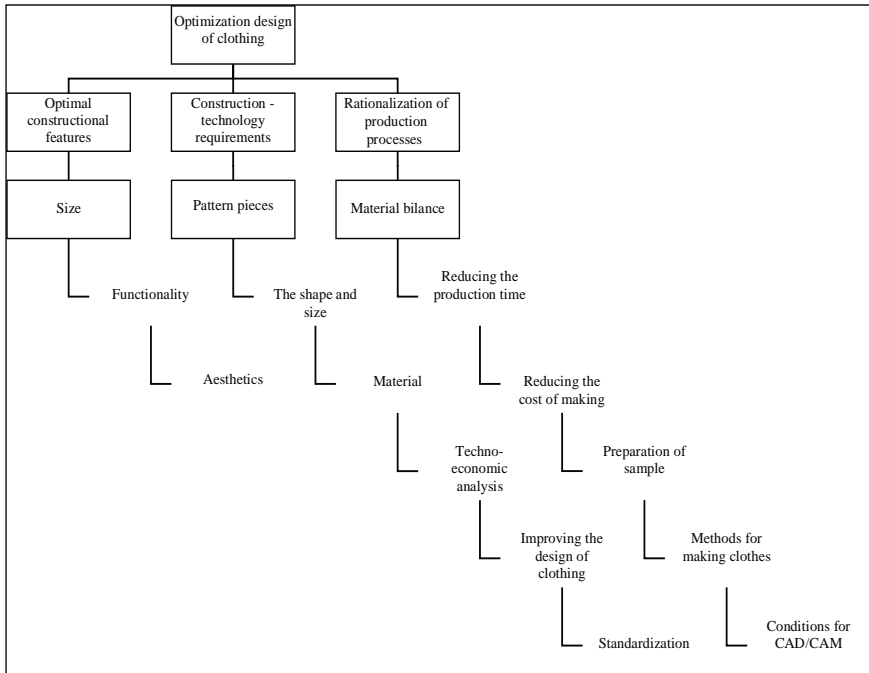 Optimization design
of clothing
Optimal
constructional
features
Construction -
technology
requirements
Rationalization of
production
processes
Size
Pattern pieces
Material bilance
Functionality
The shape and
size
Reducing the
production time
Aesthetics
Material
Reducing the
cost of making
Techno-
economic
analysis
Preparation of
sample
Improving the
design of
clothing
Methods for
making clothes
Standardization
Conditions for
CAD/CAM